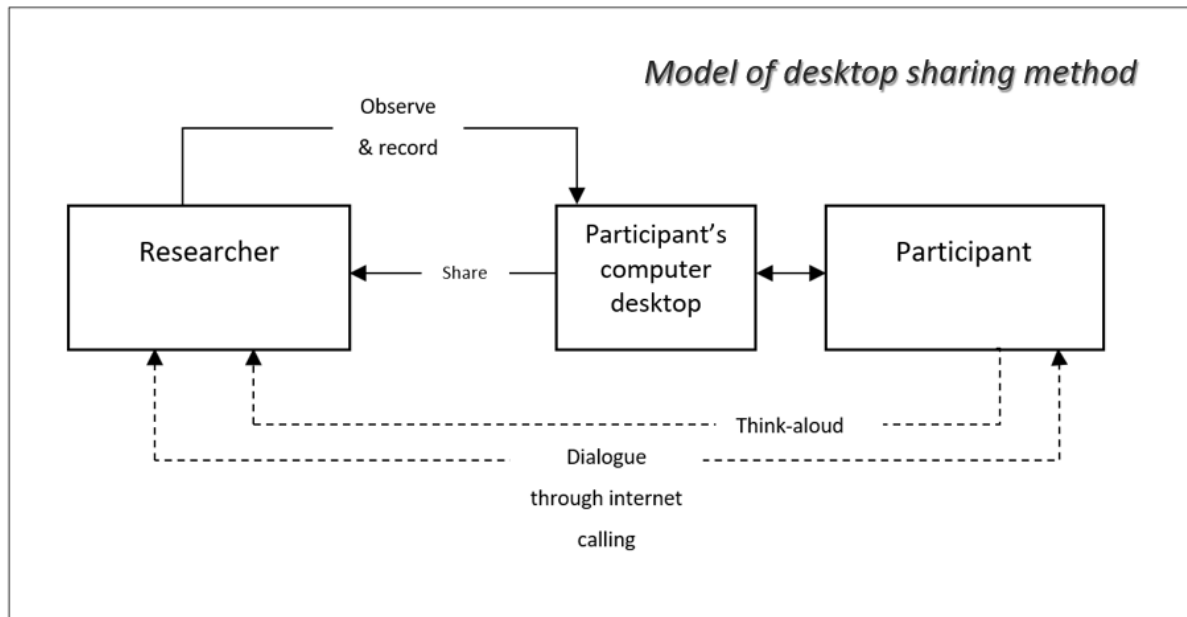 Model of desktop sharing method
Observe
& record
Researcher
Share
Participant’s
computer
desktop
Participant
Think-aloud
Dialogue
through internet
calling